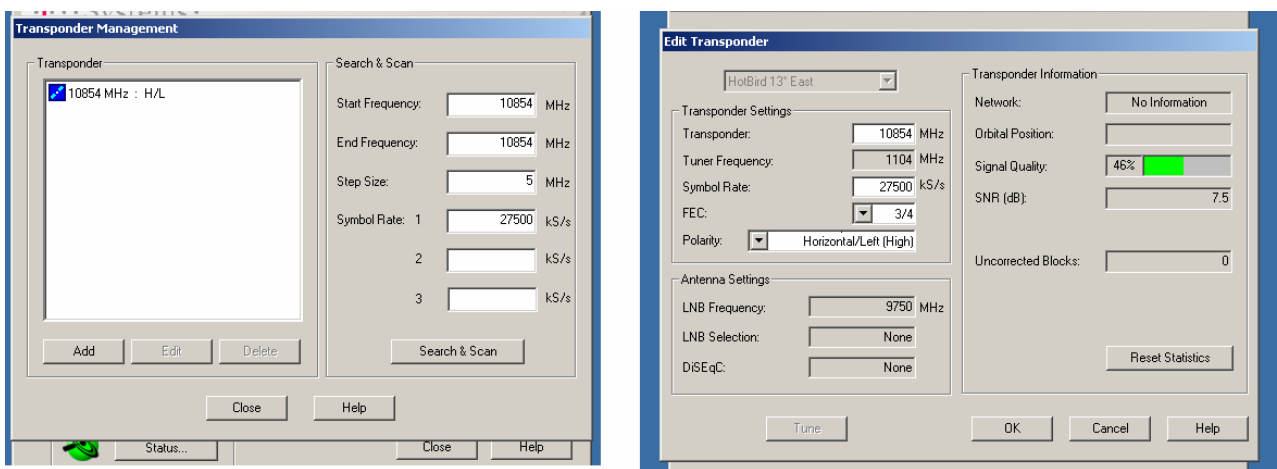 Transponder Management
Transponder
10854 MHz : H/L
Add
Edit
Delete
Search & Scan
Start Frequency: 10854 MHz
End Frequency: 10854 MHz
Step Size: 5 MHz
Symbol Rate: 1 27500 kS/s
2 kS/s
3 kS/s
Search & Scan
Close
Help
Status...
Close
Help
Edit Transponder
HotBird 13° East
Transponder Settings
Transponder: 10854 MHz
Tuner Frequency: 1104 MHz
Symbol Rate: 27500 kS/s
FEC: 3/4
Polarity: Horizontal/Left (High)
Antenna Settings
LNB Frequency: 9750 MHz
LNB Selection: None
DiSEqC: None
Transponder Information
Network: No Information
Orbital Position:
Signal Quality: 46%
SNR (dB): 7.5
Uncorrected Blocks: 0
Reset Statistics
Tune
OK
Cancel
Help